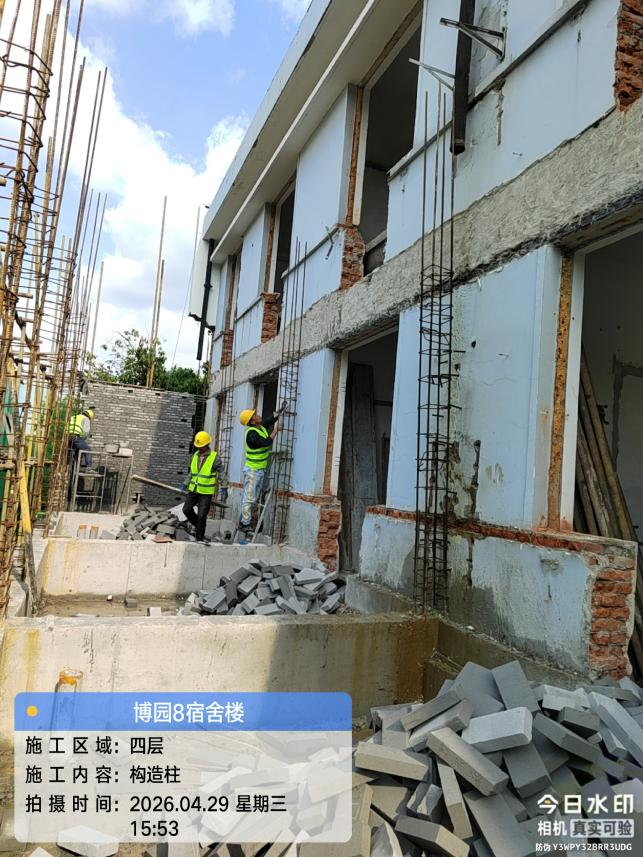 博园8宿舍楼
施工区域：四层
施工内容：构造柱
拍摄时间：2026.04.29 星期三
15:53
今日水印
相机 真实可验
防伪 Y3WPY32BRR3UDG